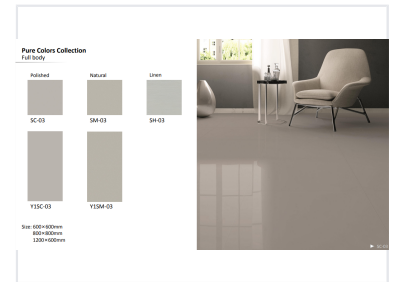 Pure Colors Collection
Full body
Polished
Natural
Linen
SC-03
SM-03
SH-03
Y1SC-03
Y1SM-03
Size: 600×600mm
800×800mm
1200×600mm